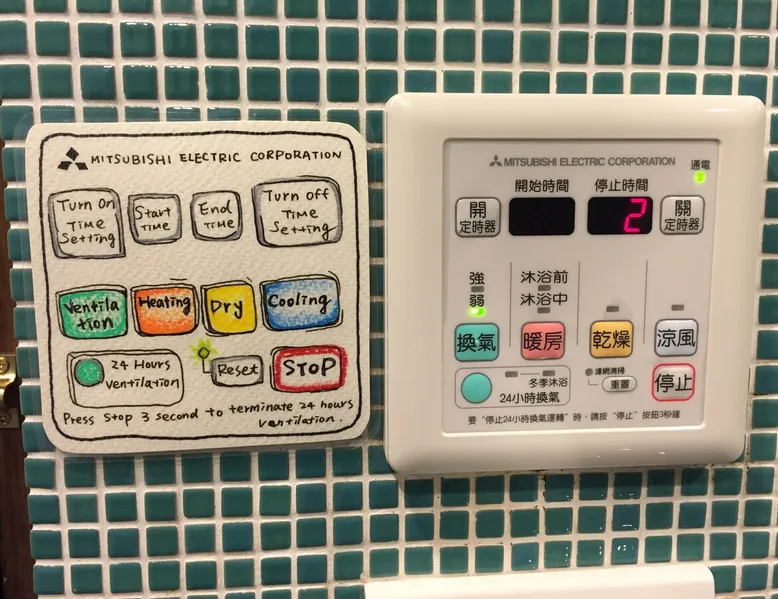 MITSUBISHI ELECTRIC CORPORATION
Turn On
TIME
Setting
Start
TIME
End
TIME
Turn off
TIME
Setting
Ventila
tion
Heating
Dry
Cooling
24 Hours
Ventilation
Reset
STOP
Press Stop 3 second to terminate 24 hours
ventilation.
MITSUBISHI ELECTRIC CORPORATION
通電
開始時間
停止時間
開
定時器
2
關
定時器
強
弱
沐浴前
沐浴中
換氣
暖房
乾燥
涼風
冬季沐浴
24小時換氣
濾網清掃
重置
停止
要“停止24小時換氣運轉”時，請按“停止”按鈕3秒鐘